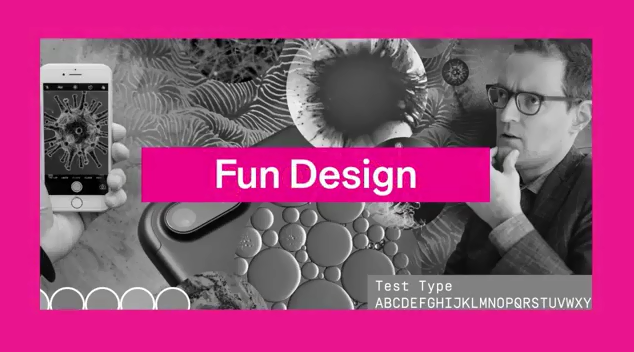 Fun Design
Test Type
ABCDEFGHIJKLMNOPQRSTUVWXY